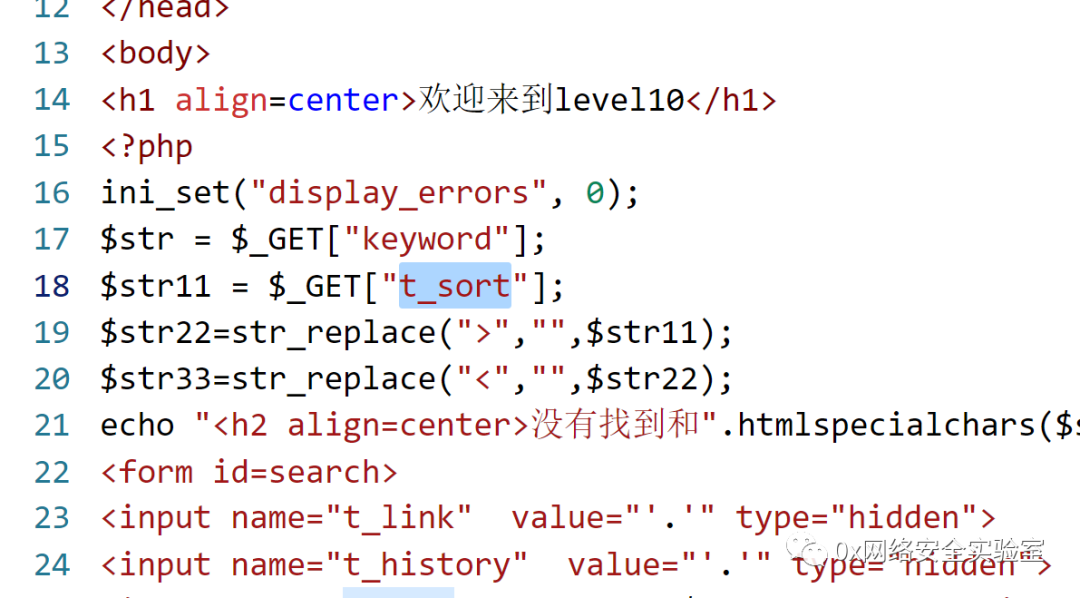 12 </head>
13 <body>
14 <h1 align=center>欢迎来到level10</h1>
15 <?php
16 ini_set("display_errors", 0);
17 $str = $_GET["keyword"];
18 $str11 = $_GET["t_sort"];
19 $str22=str_replace(">","",$str11);
20 $str33=str_replace("<","",$str22);
21 echo "<h2 align=center>没有找到和".htmlspecialchars($s
22 <form id=search>
23 <input name="t_link"  value="'.'" type="hidden">
24 <input name="t_history"  value="'.'" type="hidden">
0x网络安全实验室